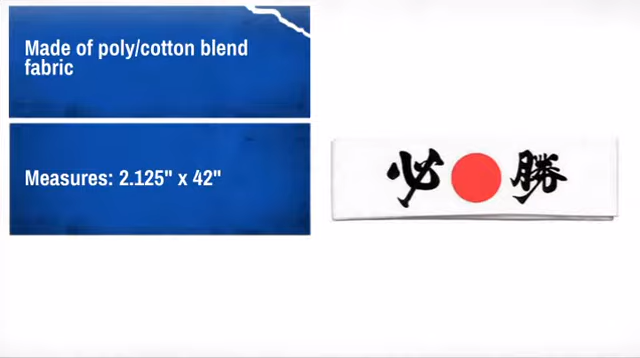 Made of poly/cotton blend
fabric
Measures: 2.125" x 42"
必勝